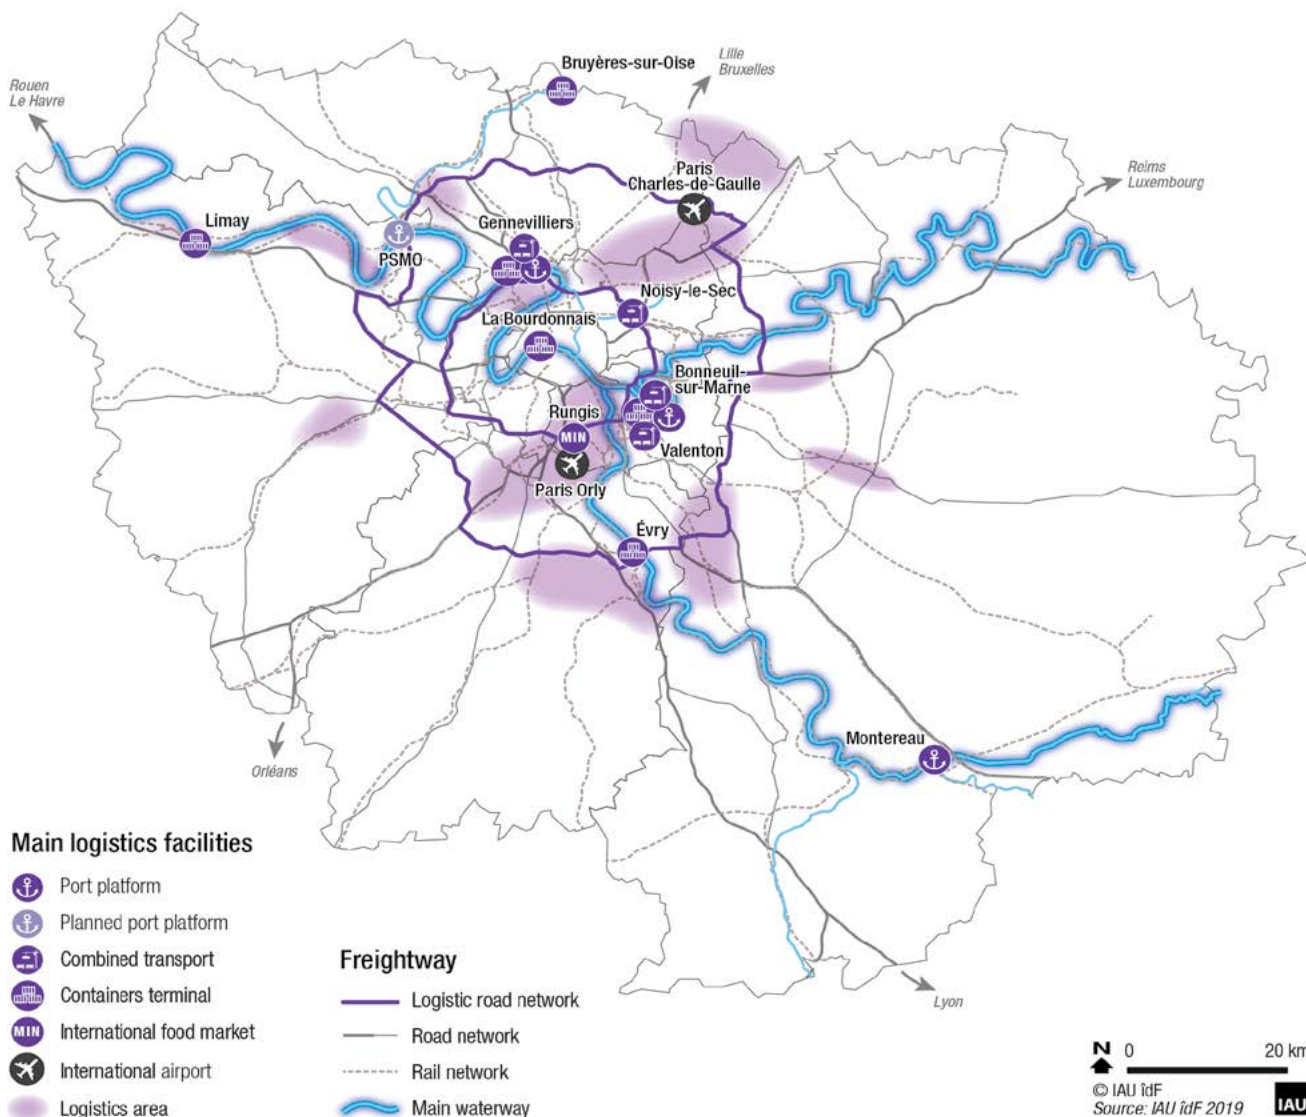 Bruyères-sur-Oise
Lille
Bruxelles
Rouen
Le Havre
Paris
Charles-de-Gaulle
Reims
Luxembourg
Limay
Gennevilliers
PSMO
Noisy-le-Sec
La Bourdonnais
Bonneuil-
sur-Marne
Rungis
MIN
Valenton
Paris Orly
Évry
Montereau
Orléans
Lyon
Main logistics facilities
Port platform
Planned port platform
Combined transport
Containers terminal
MIN International food market
International airport
Logistics area
Freightway
Logistic road network
Road network
Rail network
Main waterway
N 0 20 km
© IAU îdF
Source: IAU îdF 2019
IAU